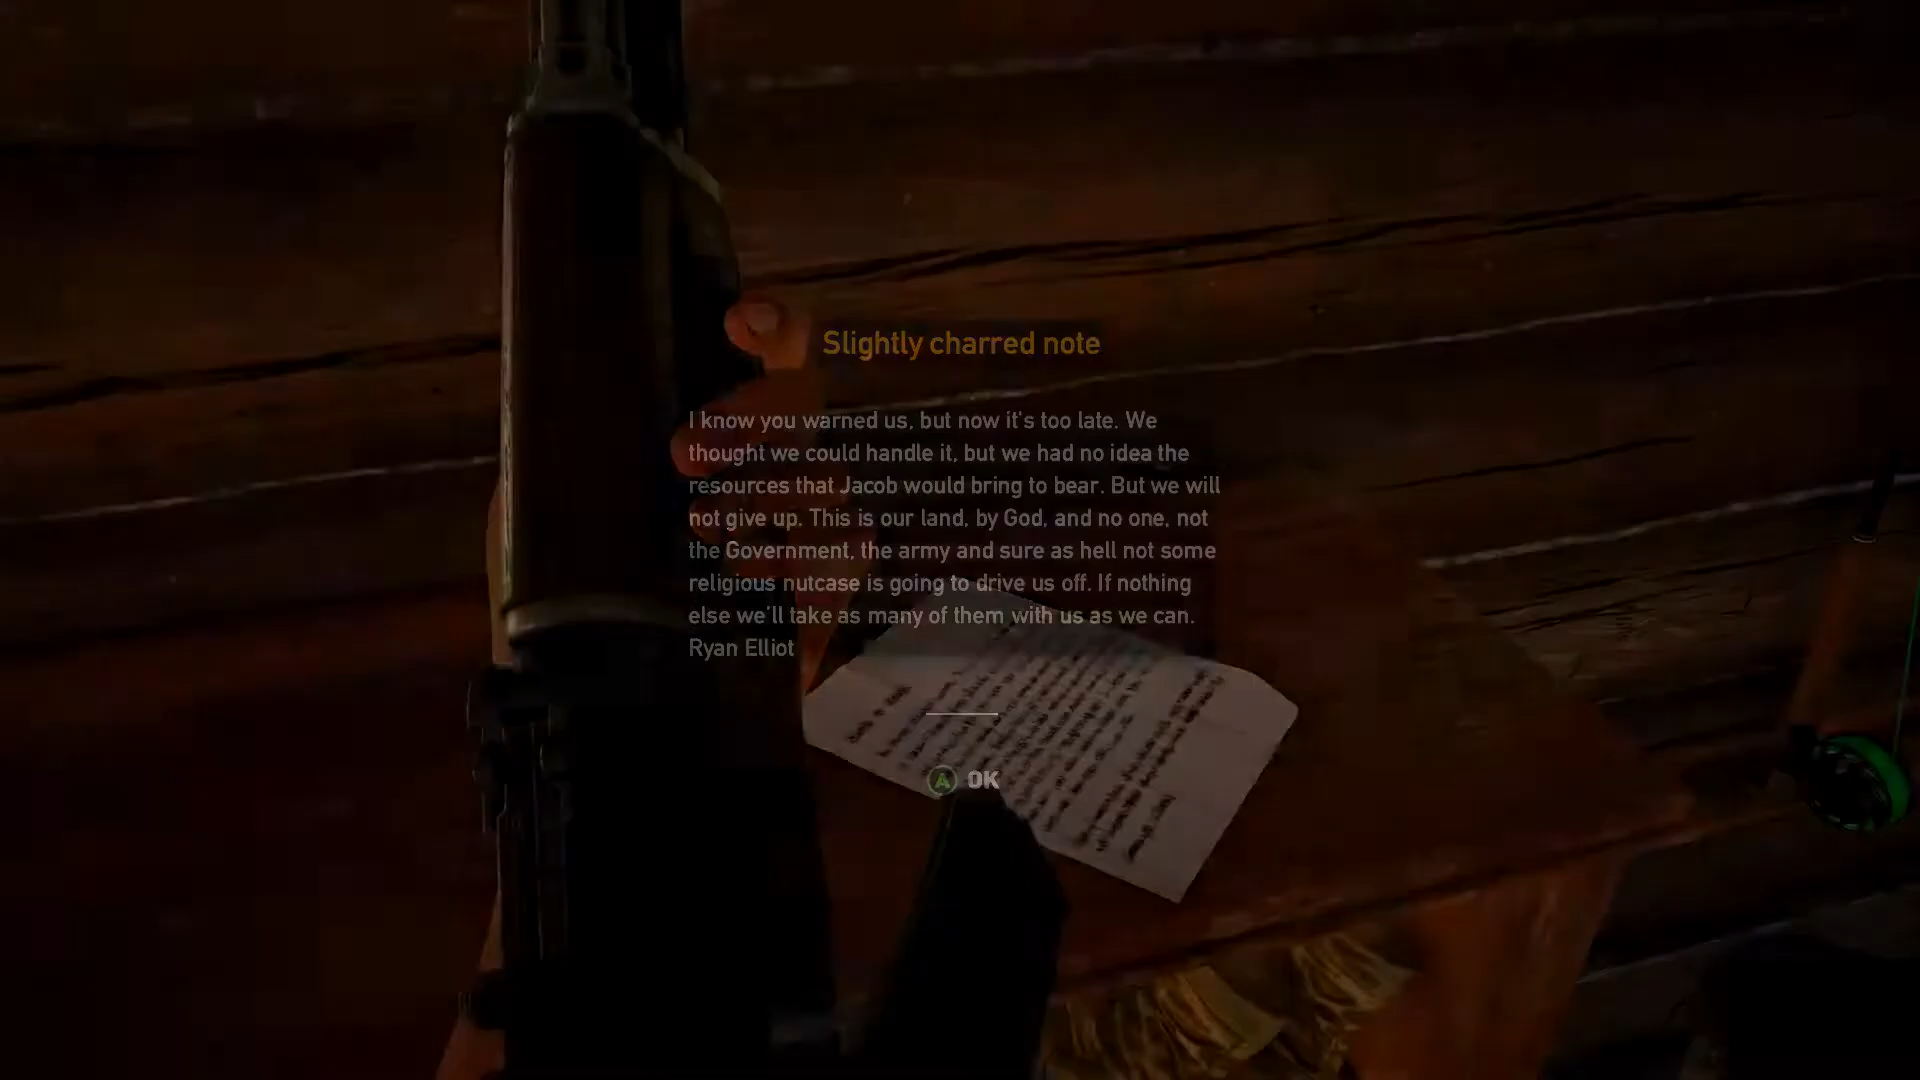 Slightly charred note
I know you warned us, but now it's too late. We
thought we could handle it, but we had no idea the
resources that Jacob would bring to bear. But we will
not give up. This is our land, by God, and no one, not
the Government, the army and sure as hell not some
religious nutcase is going to drive us off. If nothing
else we'll take as many of them with us as we can.
Ryan Elliot
A OK